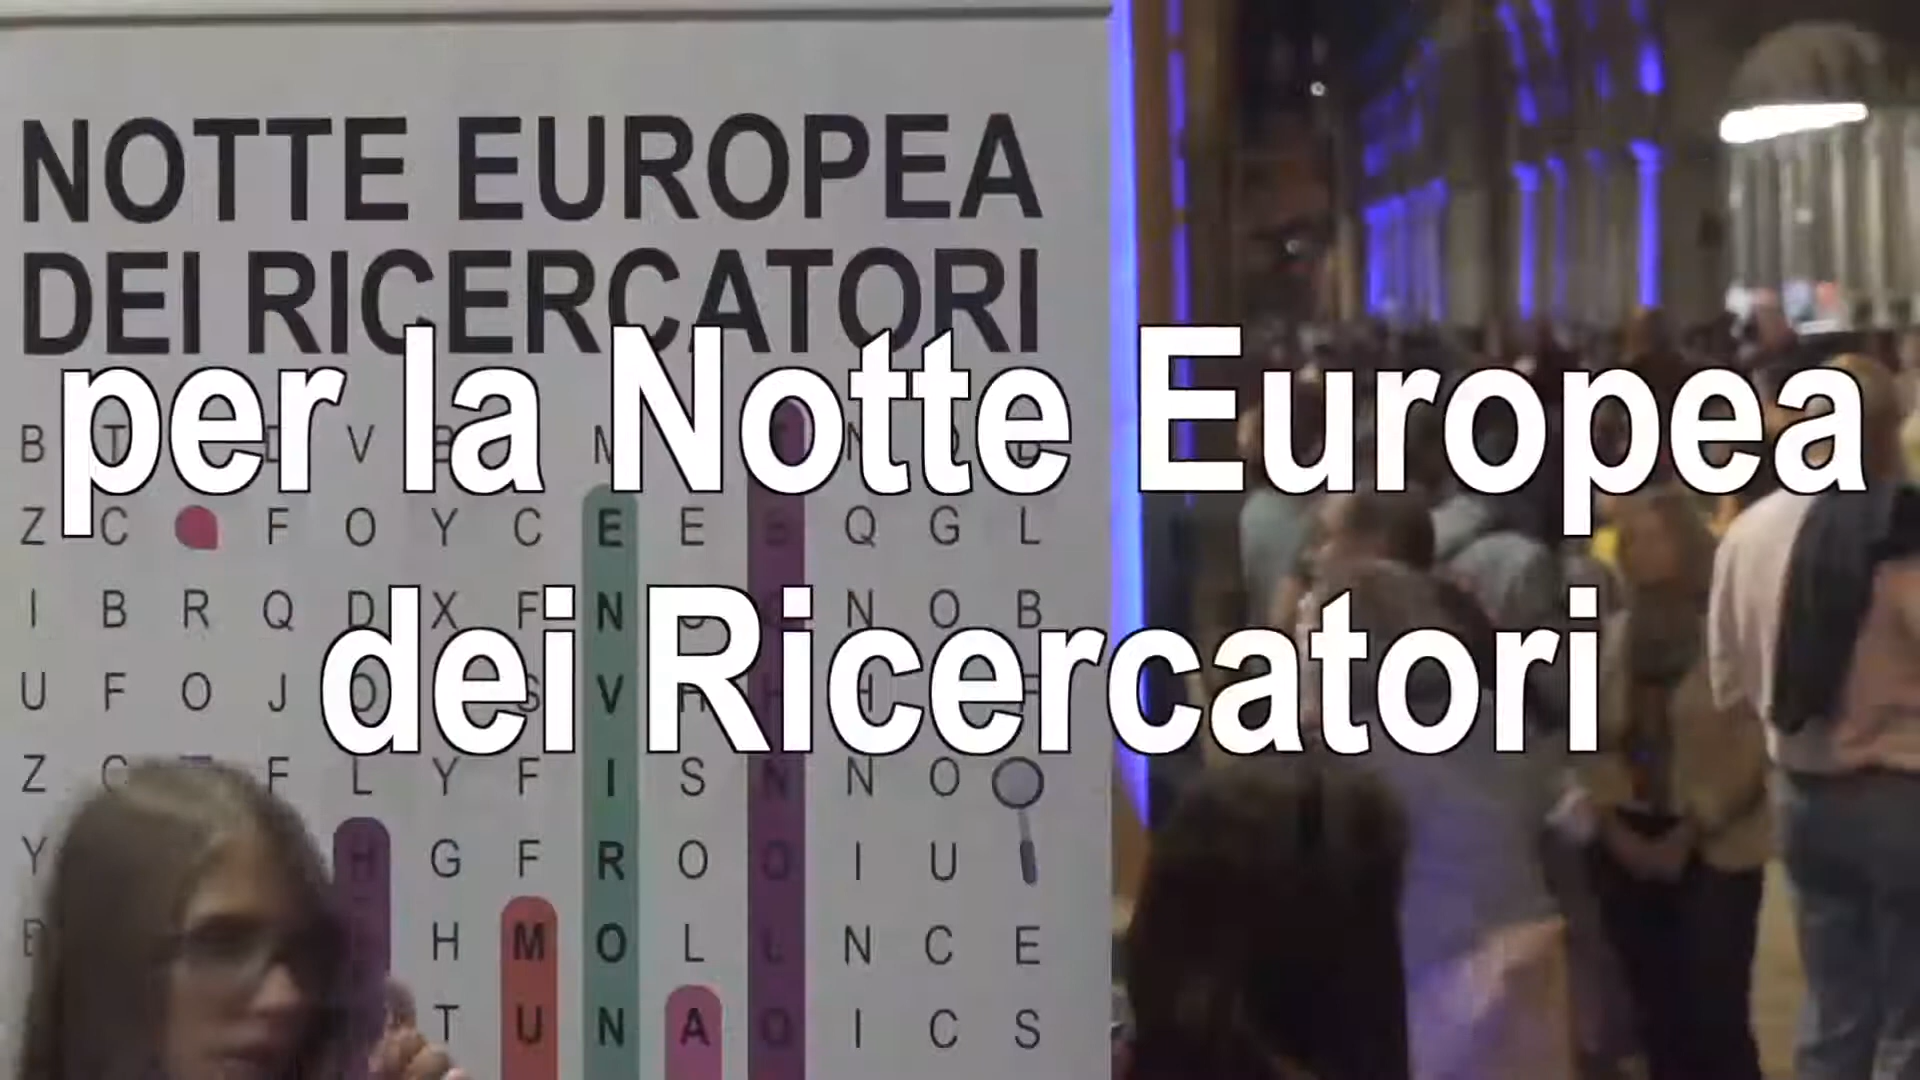 NOTTE EUROPEA
DEI RICERCATORI
per la Notte Europea
dei Ricercatori
B T D V B M N
Z C F O Y C E E E Q G L
I B R Q D X F N N O B
U F O J V
Z C F L Y F I S N N O
Y H G F R O O I U
H M O L L N C E
T U N A O I C S